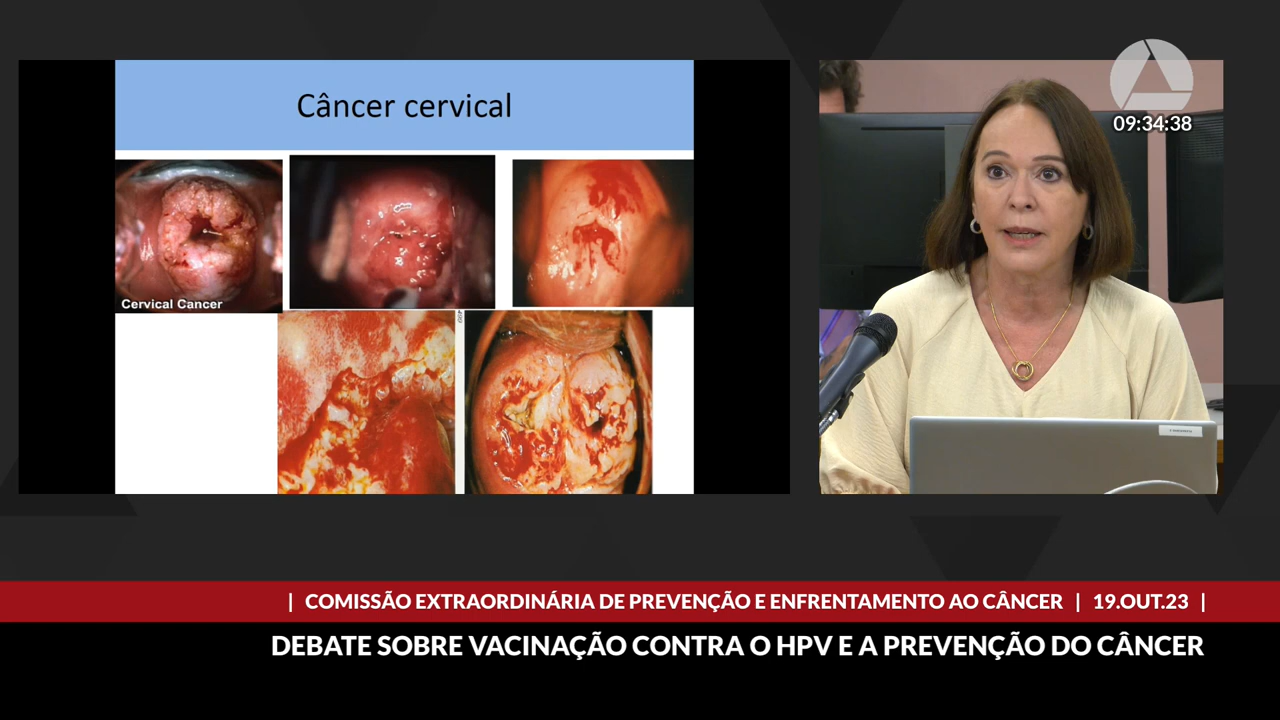 Câncer cervical
Cervical Cancer
09:34:38
| COMISSÃO EXTRAORDINÁRIA DE PREVENÇÃO E ENFRENTAMENTO AO CÂNCER | 19.OUT.23 |
DEBATE SOBRE VACINAÇÃO CONTRA O HPV E A PREVENÇÃO DO CÂNCER